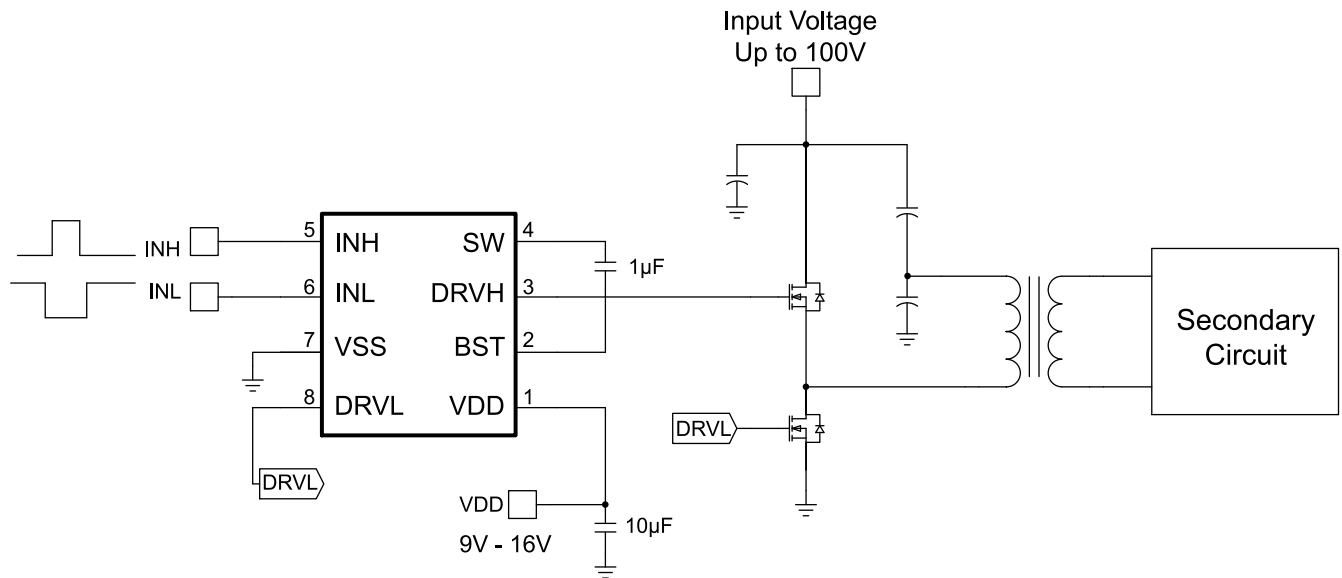 Input Voltage
Up to 100V
INH
5
INH
SW
4
1µF
INL
6
INL
DRVH
3
7
VSS
BST
2
8
DRVL
VDD
1
DRVL
DRVL
VDD
10µF
9V - 16V
Secondary
Circuit